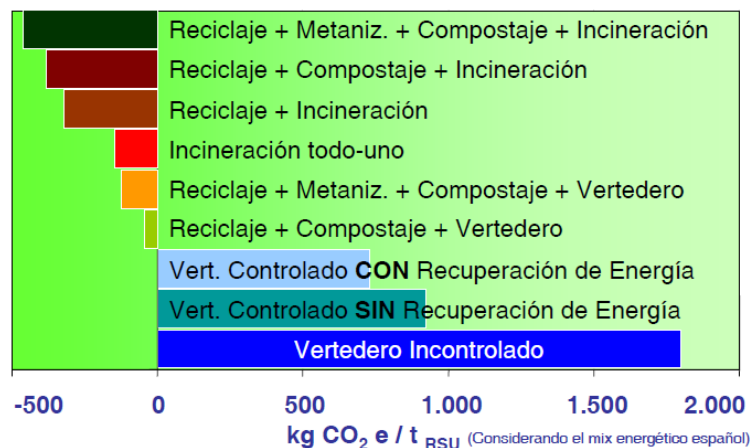 Reciclaje + Metaniz. + Compostaje + Incineración
Reciclaje + Compostaje + Incineración
Reciclaje + Incineración
Incineración todo-uno
Reciclaje + Metaniz. + Compostaje + Vertedero
Reciclaje + Compostaje + Vertedero
Vert. Controlado CON Recuperación de Energía
Vert. Controlado SIN Recuperación de Energía
Vertedero Incontrolado
-500 0 500 1.000 1.500 2.000
kg CO2 e / t RSU (Considerando el mix energético español)